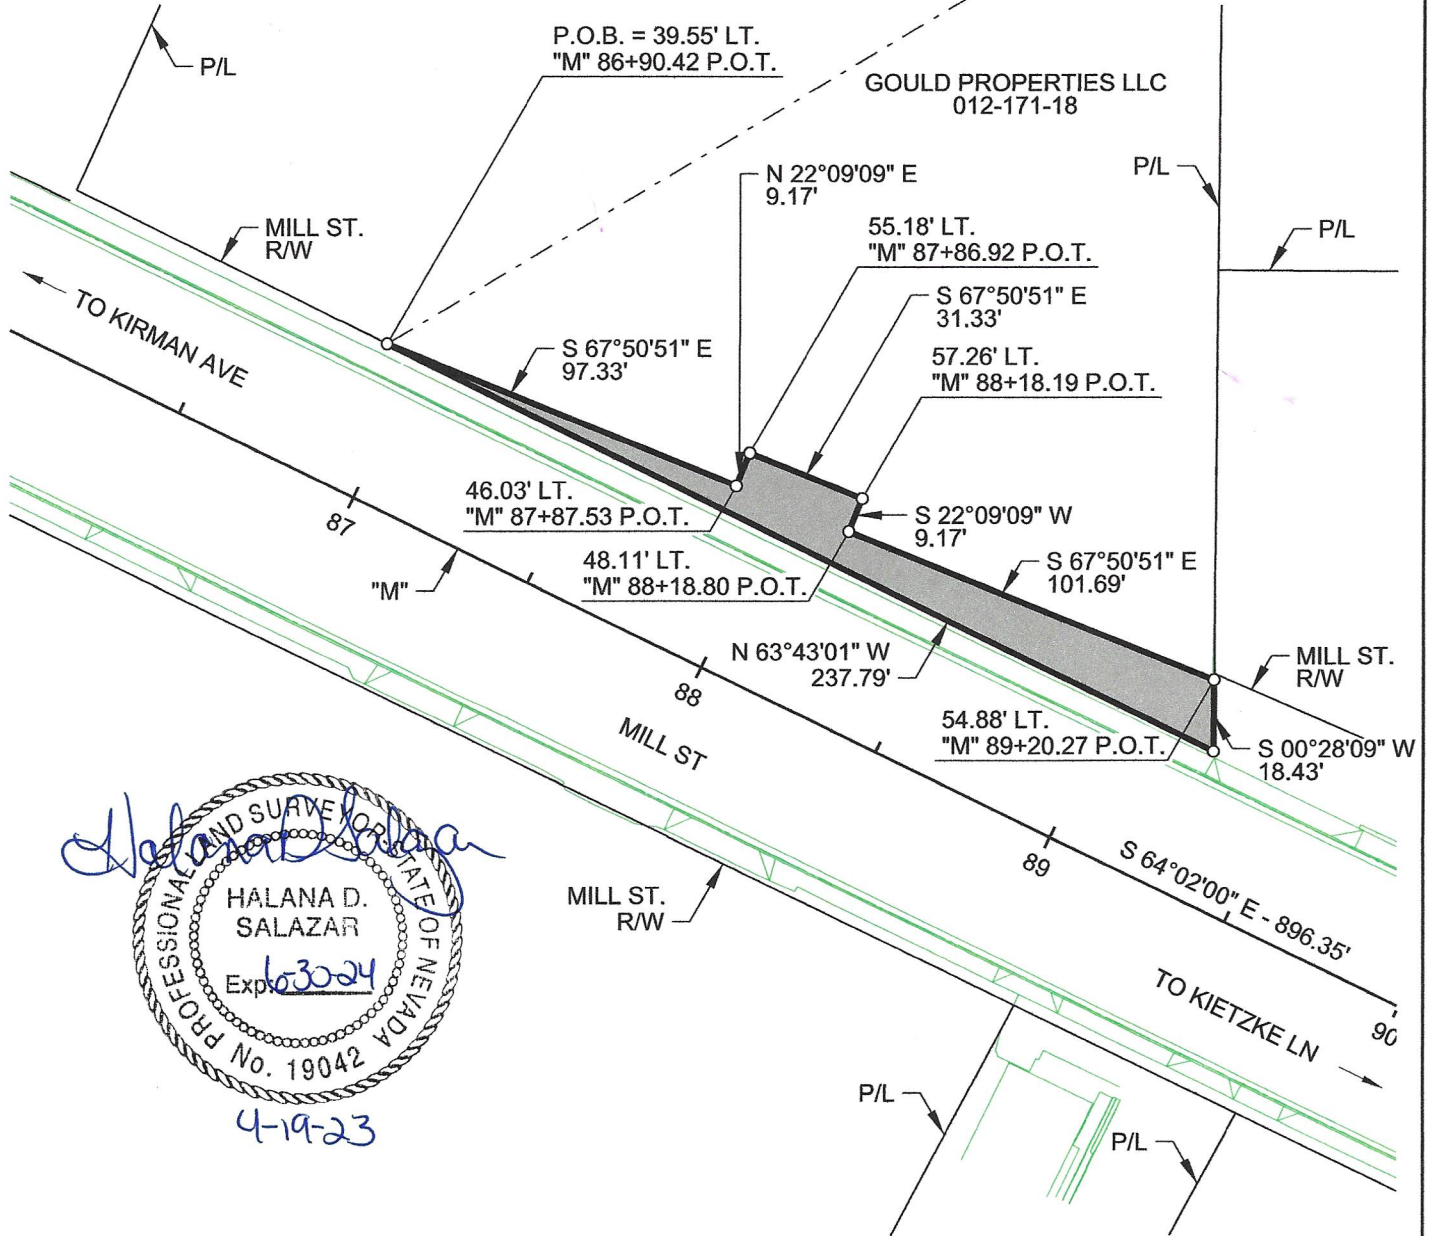 P.O.B. = 39.55' LT.
"M" 86+90.42 P.O.T.
P/L
GOULD PROPERTIES LLC
012-171-18
N 22°09'09" E
9.17'
P/L
55.18' LT.
"M" 87+86.92 P.O.T.
MILL ST.
R/W
P/L
S 67°50'51" E
31.33'
TO KIRMAN AVE
S 67°50'51" E
97.33'
57.26' LT.
"M" 88+18.19 P.O.T.
46.03' LT.
"M" 87+87.53 P.O.T.
87
S 22°09'09" W
9.17'
48.11' LT.
"M" 88+18.80 P.O.T.
S 67°50'51" E
101.69'
"M"
N 63°43'01" W
237.79'
MILL ST.
R/W
88
MILL ST
54.88' LT.
"M" 89+20.27 P.O.T.
S 00°28'09" W
18.43'
89
S 64°02'00" E - 896.35'
Halana D Salazar
PROFESSIONAL LAND SURVEYOR STATE OF NEVADA
HALANA D.
SALAZAR
Exp. 6-30-24
No. 19042
4-19-23
MILL ST.
R/W
TO KIETZKE LN
90
P/L
P/L